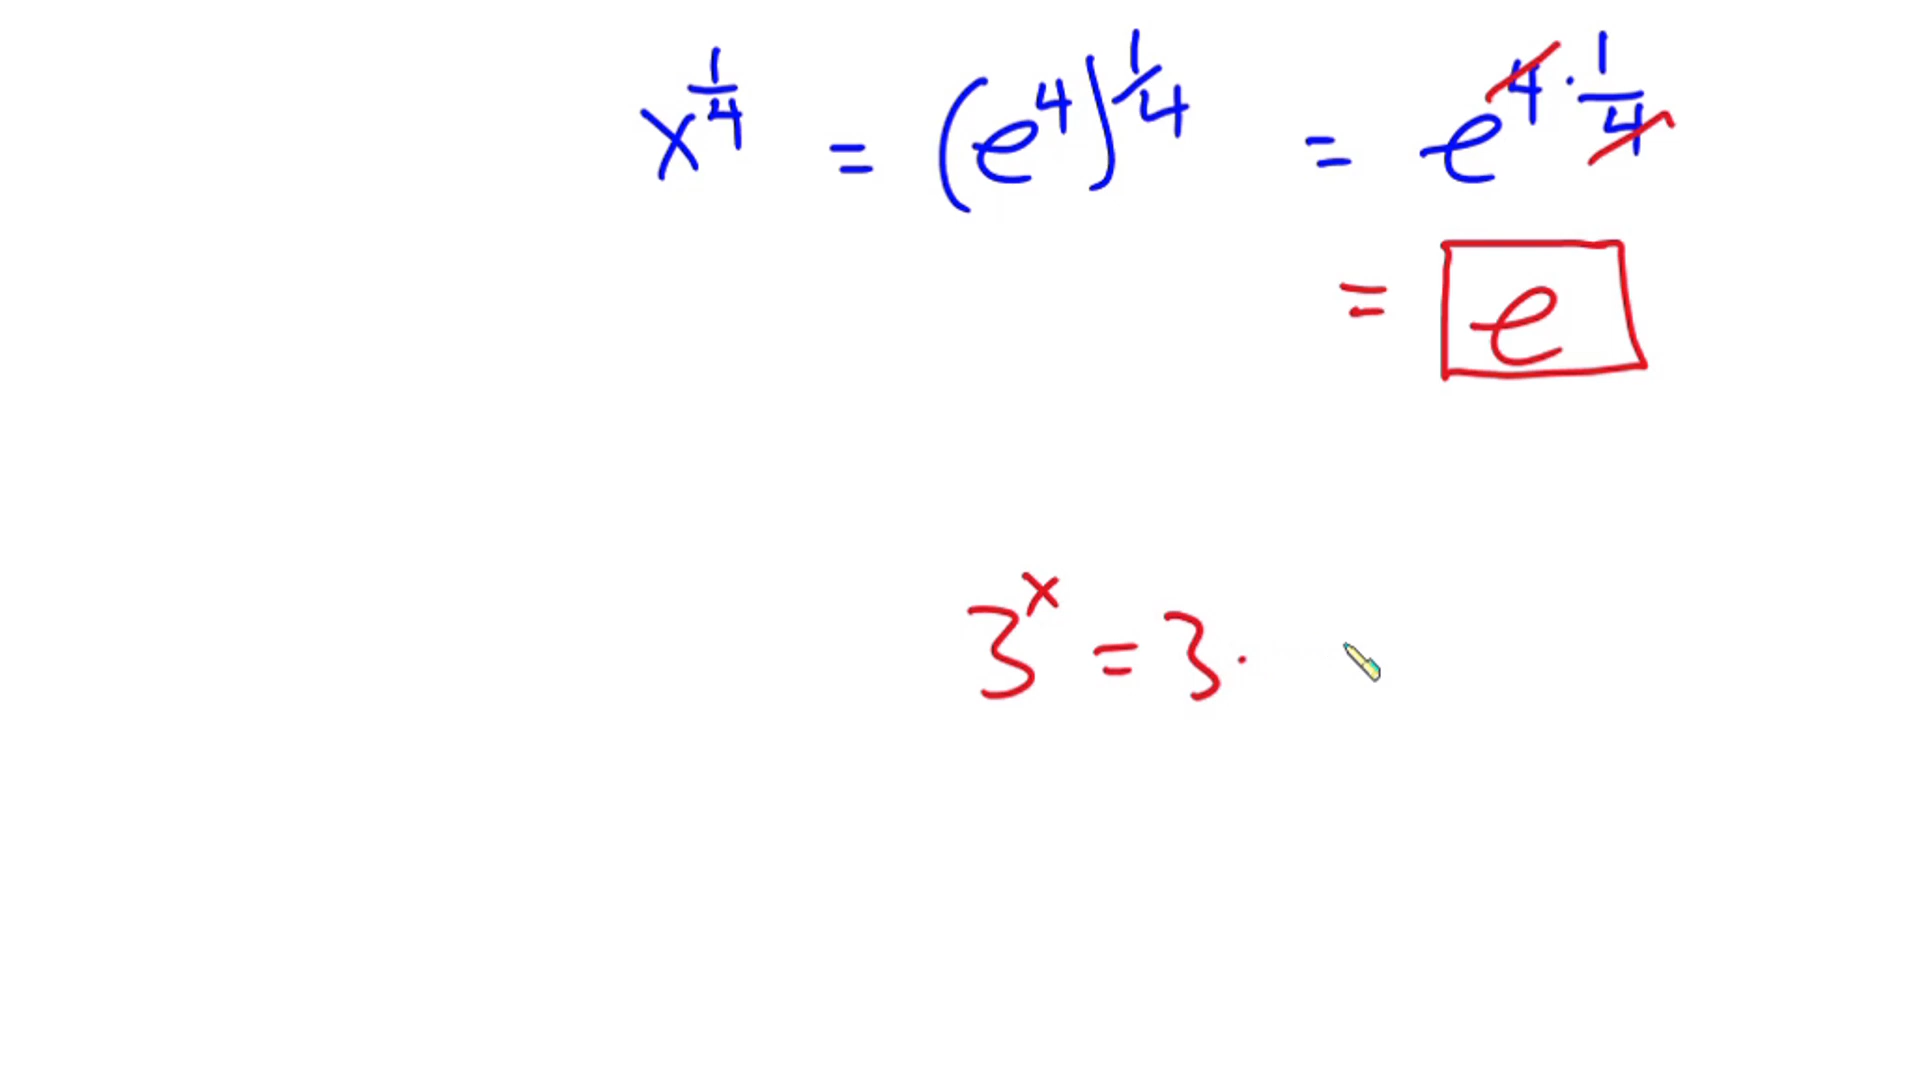 x^{1/4} = (e^4)^{1/4} = e^{4·1/4}
= e
3^x = 3·